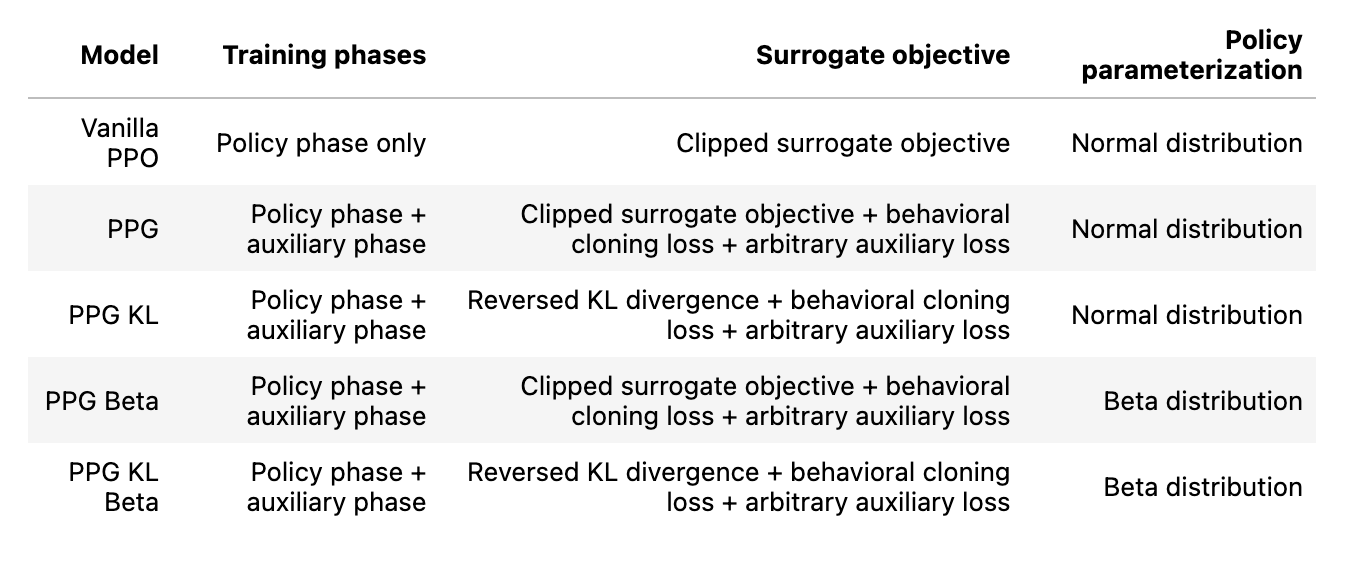 Model
Training phases
Surrogate objective
Policy
parameterization
Vanilla
PPO
Policy phase only
Clipped surrogate objective
Normal distribution
PPG
Policy phase +
auxiliary phase
Clipped surrogate objective + behavioral
cloning loss + arbitrary auxiliary loss
Normal distribution
PPG KL
Policy phase +
auxiliary phase
Reversed KL divergence + behavioral cloning
loss + arbitrary auxiliary loss
Normal distribution
PPG Beta
Policy phase +
auxiliary phase
Clipped surrogate objective + behavioral
cloning loss + arbitrary auxiliary loss
Beta distribution
PPG KL
Beta
Policy phase +
auxiliary phase
Reversed KL divergence + behavioral cloning
loss + arbitrary auxiliary loss
Beta distribution